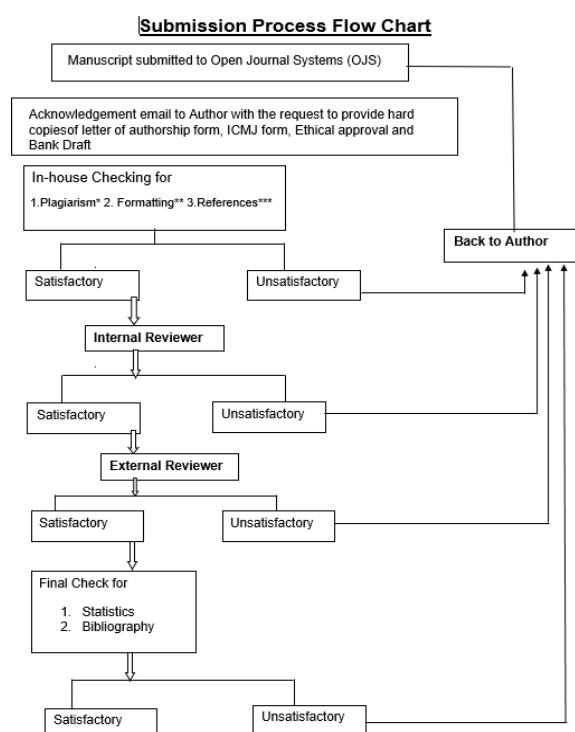 Submission Process Flow Chart
Manuscript submitted to Open Journal Systems (OJS)
Acknowledgement email to Author with the request to provide hard
copiesof letter of authorship form, ICMJ form, Ethical approval and
Bank Draft
In-house Checking for
1.Plagiarism* 2. Formatting** 3.References***
Back to Author
Satisfactory
Unsatisfactory
Internal Reviewer
Satisfactory
Unsatisfactory
External Reviewer
Satisfactory
Unsatisfactory
Final Check for
1. Statistics
2. Bibliography
Satisfactory
Unsatisfactory